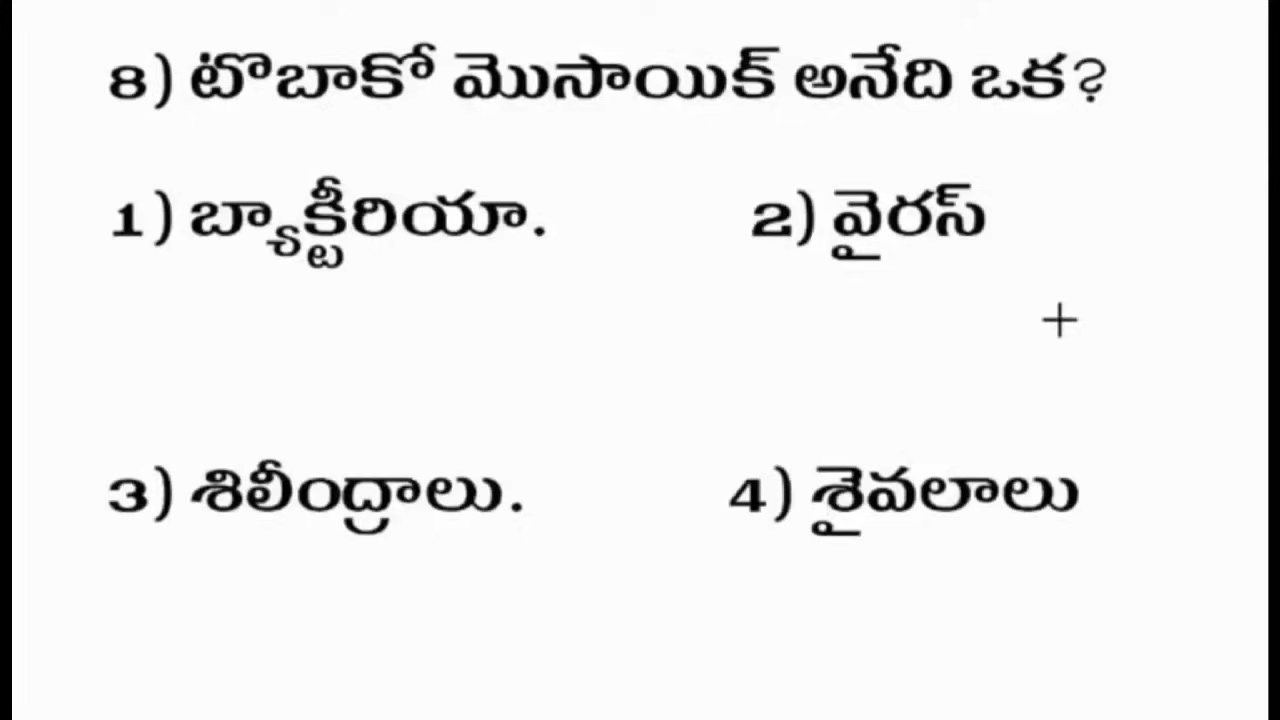 8) టొబాకో మొసాయిక్ అనేది ఒక?
1) బ్యాక్టీరియా. 2) వైరస్
3) శిలీంద్రాలు. 4) శైవలాలు